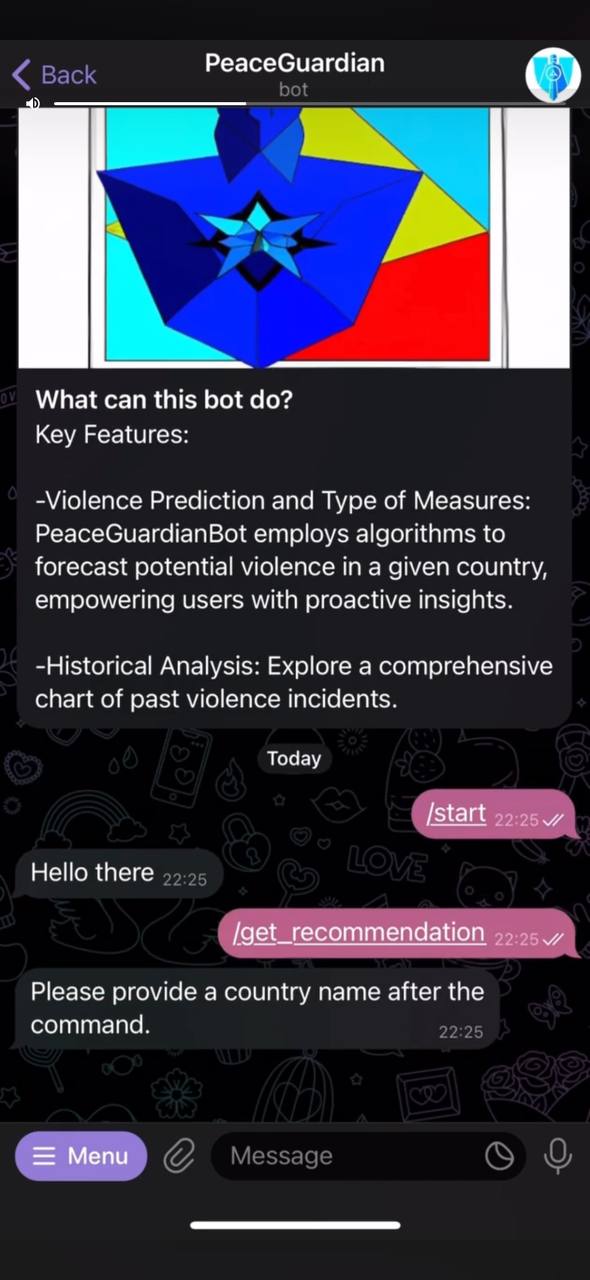 Back
PeaceGuardian
bot
What can this bot do?
Key Features:
-Violence Prediction and Type of Measures:
PeaceGuardianBot employs algorithms to
forecast potential violence in a given country,
empowering users with proactive insights.
-Historical Analysis: Explore a comprehensive
chart of past violence incidents.
Today
/start 22:25
LOVE
Hello there 22:25
/get_recommendation 22:25
Please provide a country name after the
command. 22:25
Menu
Message